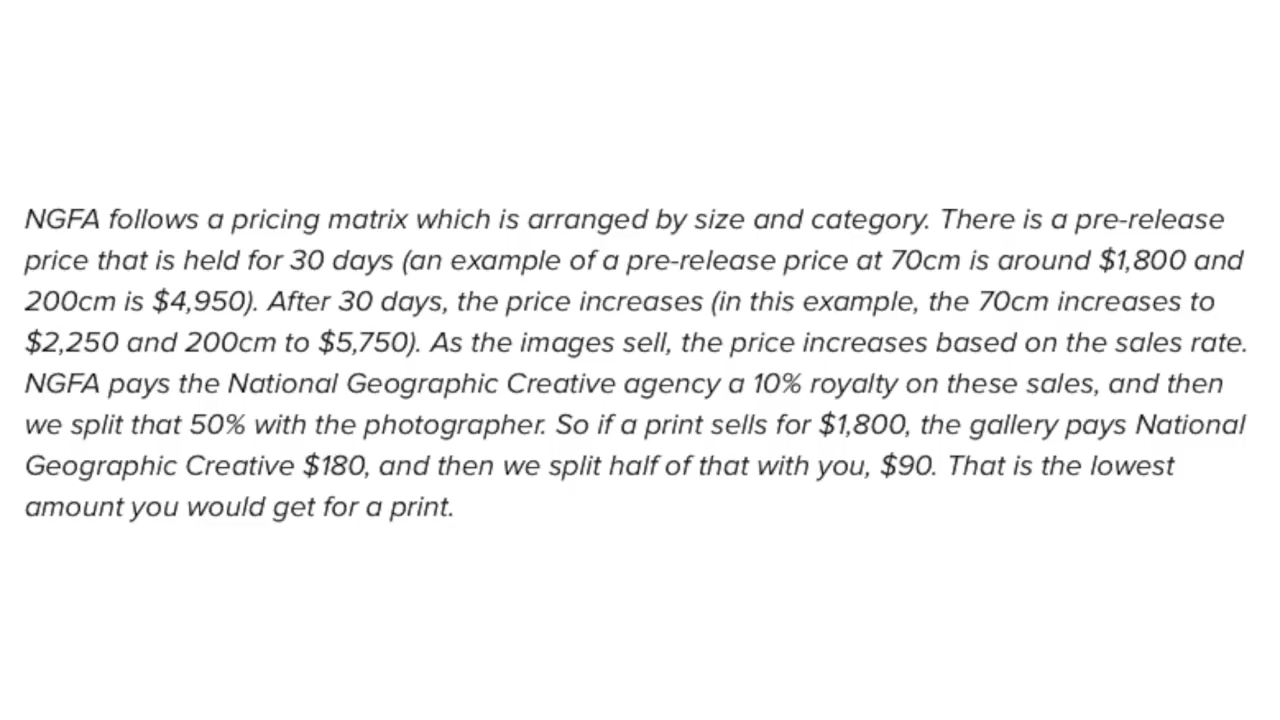 NGFA follows a pricing matrix which is arranged by size and category. There is a pre-release
price that is held for 30 days (an example of a pre-release price at 70cm is around $1,800 and
200cm is $4,950). After 30 days, the price increases (in this example, the 70cm increases to
$2,250 and 200cm to $5,750). As the images sell, the price increases based on the sales rate.
NGFA pays the National Geographic Creative agency a 10% royalty on these sales, and then
we split that 50% with the photographer. So if a print sells for $1,800, the gallery pays National
Geographic Creative $180, and then we split half of that with you, $90. That is the lowest
amount you would get for a print.